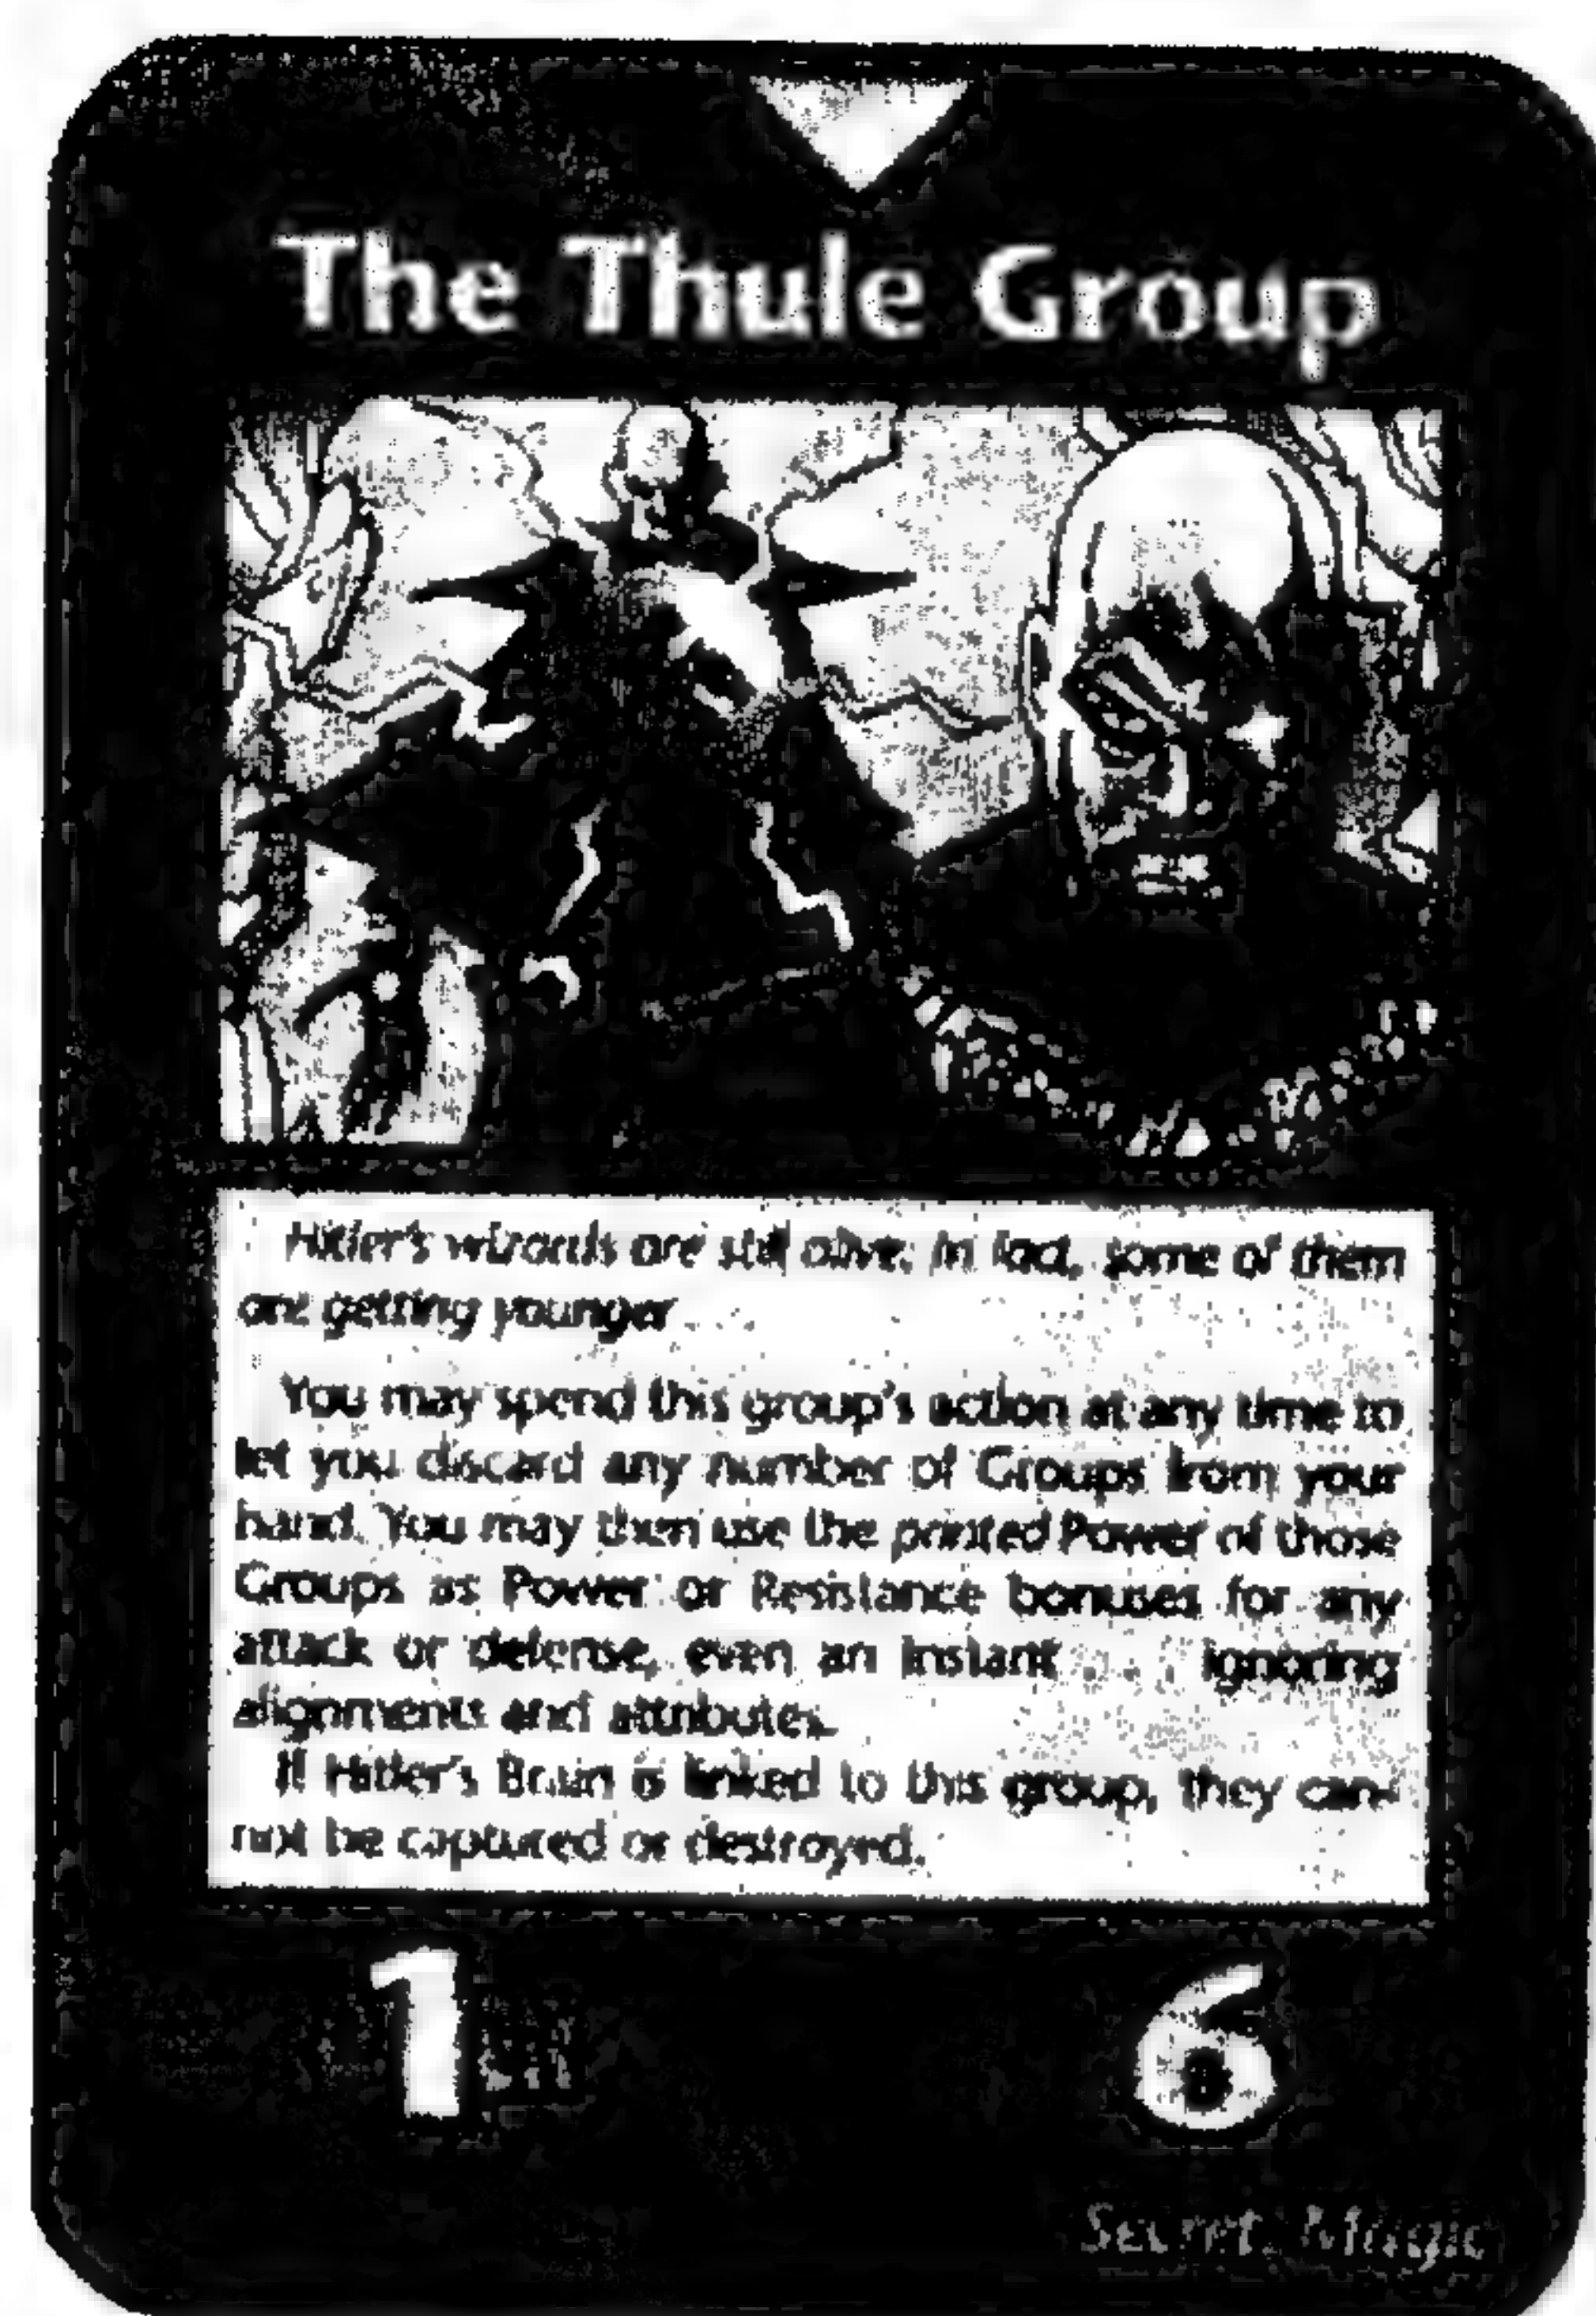 The Thule Group
Hitler's wizards are still alive. In fact, some of them
are getting younger . . .
You may spend this group's action at any time to
let you discard any number of Groups from your
hand. You may then use the printed Power of those
Groups as Power or Resistance bonuses for any
attack or defense, even an Instant . . . ignoring
alignments and attributes.
If Hitler's Brain is linked to this group, they can-
not be captured or destroyed.
1 6
Secret, Magic